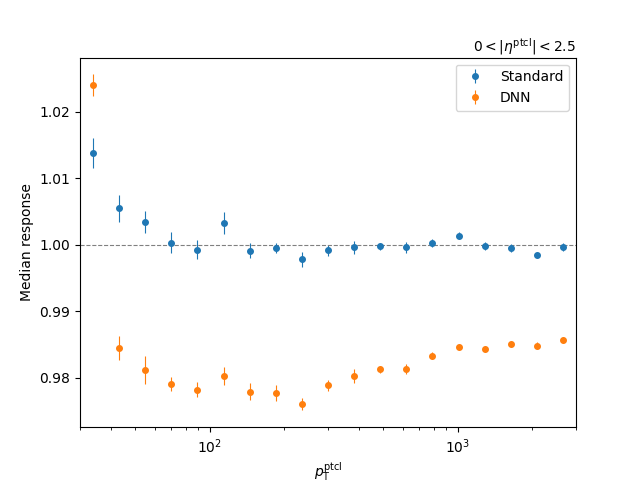 0 < |η^ptcl| < 2.5
Standard
DNN
1.02
1.01
1.00
0.99
0.98
Median response
10^2
10^3
p_T^ptcl